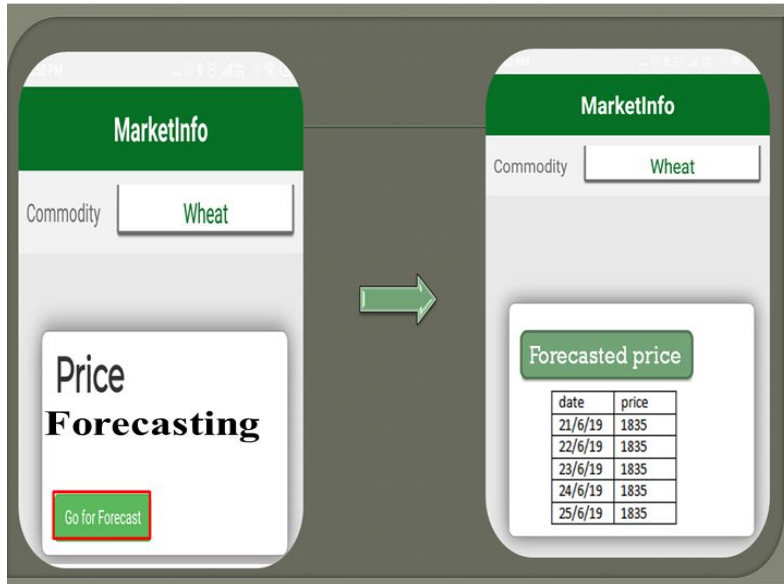 MarketInfo
Commodity Wheat
Price
Forecasting
Go for Forecast
MarketInfo
Commodity Wheat
Forecasted price
date price
21/6/19 1835
22/6/19 1835
23/6/19 1835
24/6/19 1835
25/6/19 1835